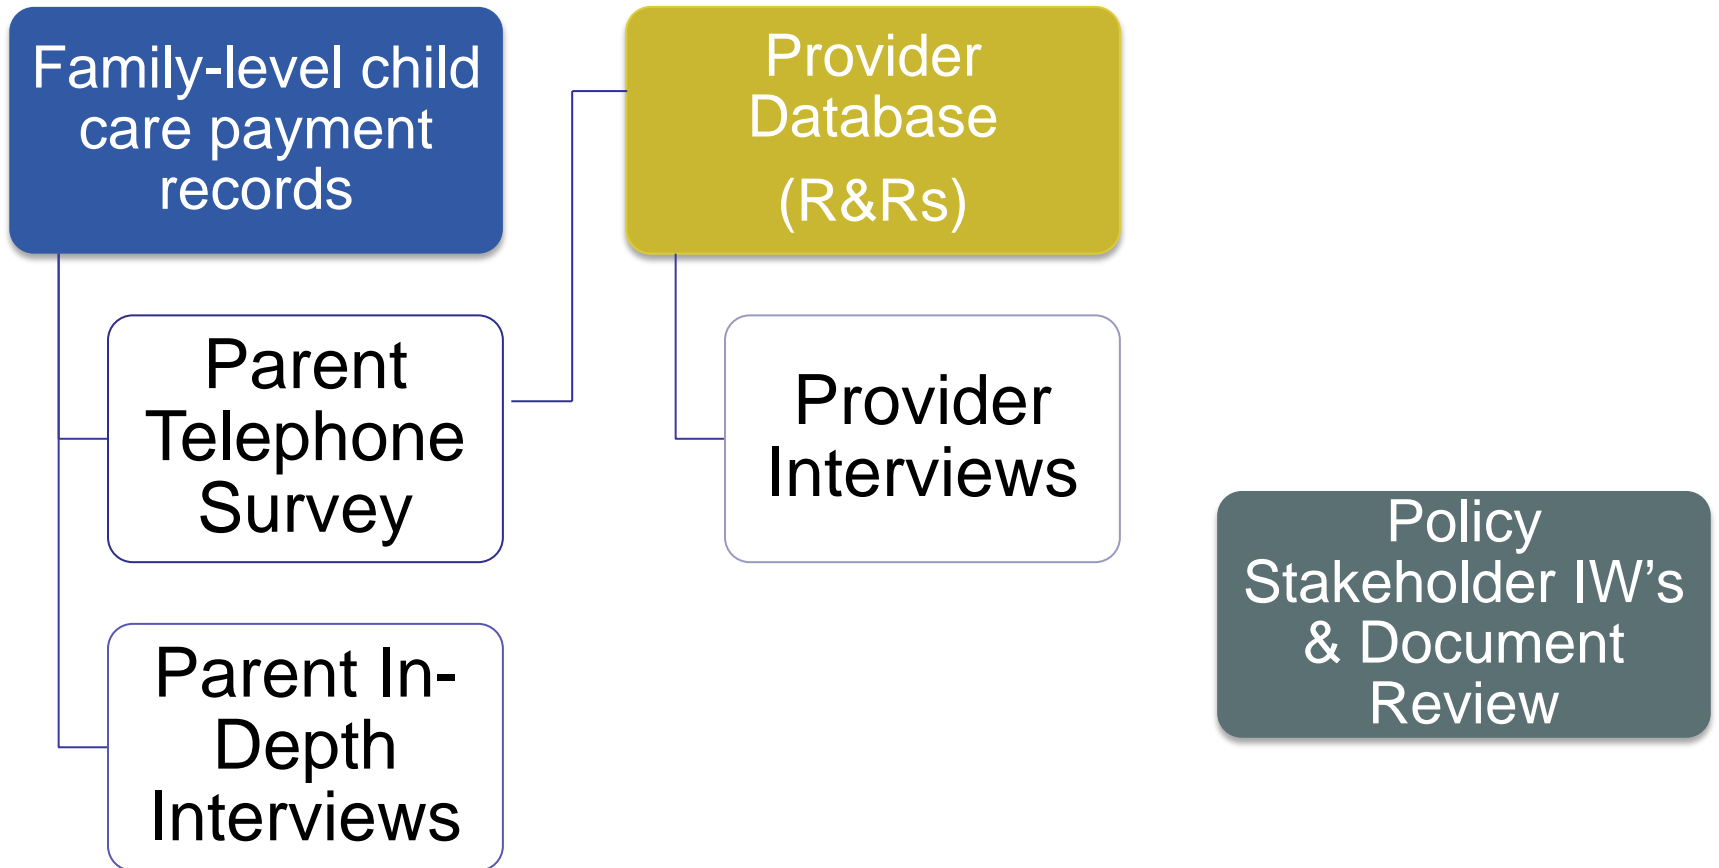 Family-level child
care payment
records
Provider
Database
(R&Rs)
Parent
Telephone
Survey
Provider
Interviews
Parent In-
Depth
Interviews
Policy
Stakeholder IW’s
& Document
Review